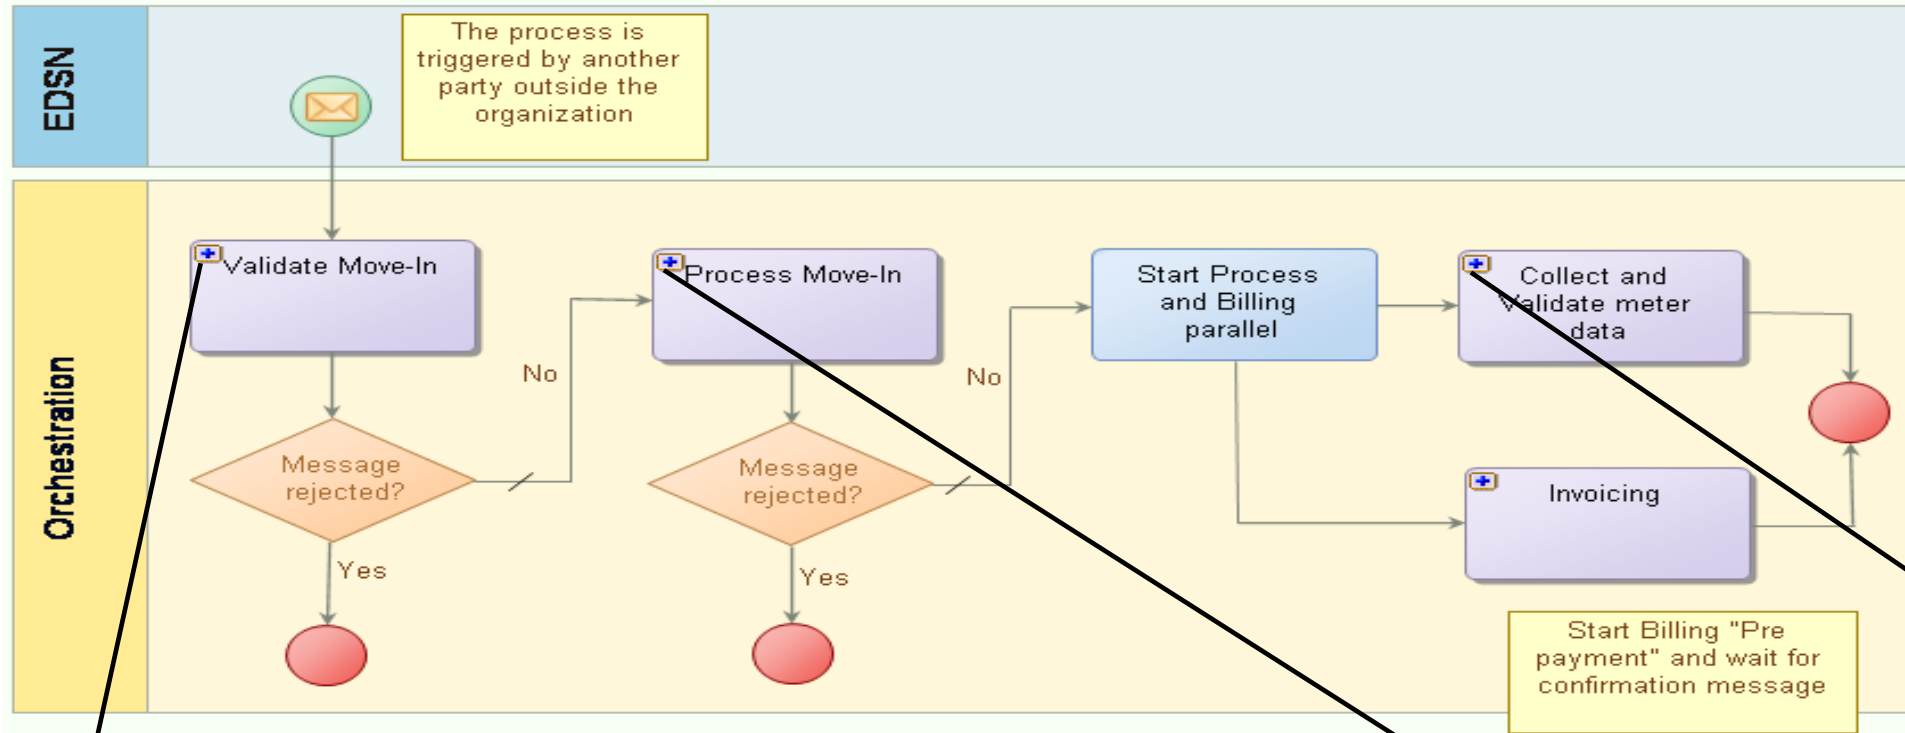 EDSN
The process is
triggered by another
party outside the
organization
Orchestration
Validate Move-In
Message
rejected?
No
Yes
Process Move-In
Message
rejected?
No
Yes
Start Process
and Billing
parallel
Collect and
Validate meter
data
Invoicing
Start Billing "Pre
payment" and wait for
confirmation message